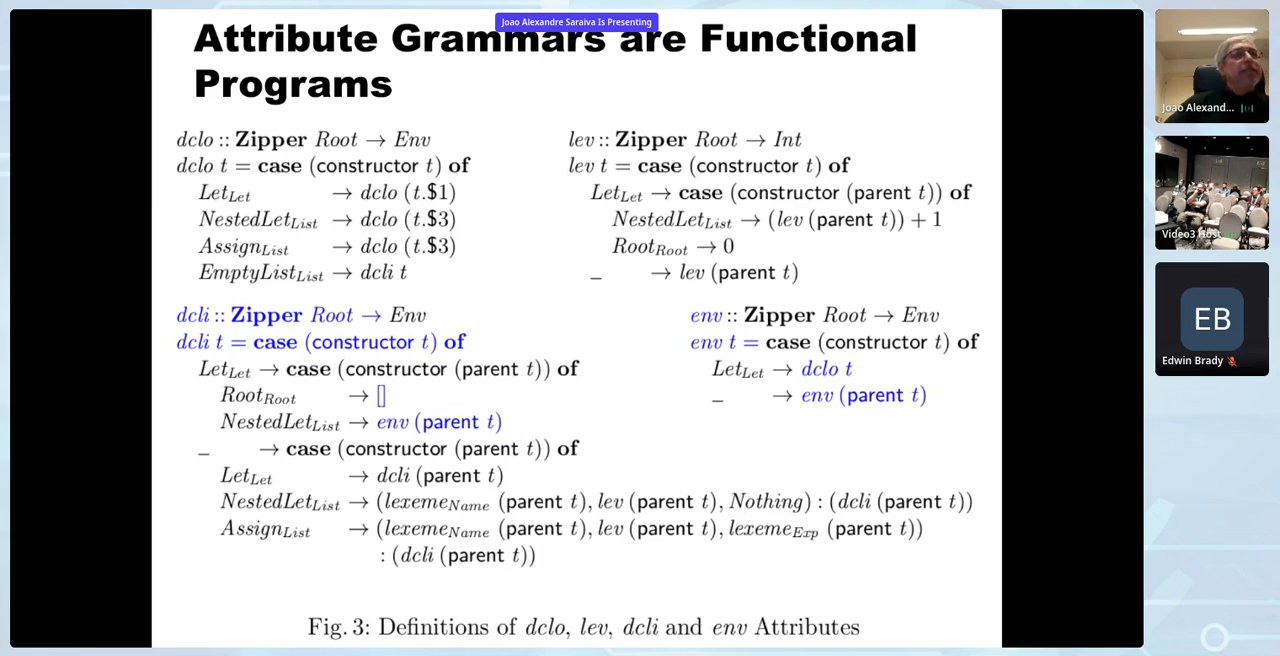 Joao Alexandre Saraiva Is Presenting
Attribute Grammars are Functional
Programs
dclo :: Zipper Root → Env
dclo t = case (constructor t) of
Let_Let → dclo (t.$1)
NestedLet_List → dclo (t.$3)
Assign_List → dclo (t.$3)
EmptyList_List → dcli t
lev :: Zipper Root → Int
lev t = case (constructor t) of
Let_Let → case (constructor (parent t)) of
NestedLet_List → (lev (parent t)) + 1
Root_Root → 0
_ → lev (parent t)
dcli :: Zipper Root → Env
dcli t = case (constructor t) of
Let_Let → case (constructor (parent t)) of
Root_Root → []
NestedLet_List → env (parent t)
_ → case (constructor (parent t)) of
Let_Let → dcli (parent t)
NestedLet_List → (lexeme_Name (parent t), lev (parent t), Nothing) : (dcli (parent t))
Assign_List → (lexeme_Name (parent t), lev (parent t), lexeme_Exp (parent t))
: (dcli (parent t))
env :: Zipper Root → Env
env t = case (constructor t) of
Let_Let → dclo t
_ → env (parent t)
Fig. 3: Definitions of dclo, lev, dcli and env Attributes
Joao Alexand...
Video3 Host
EB
Edwin Brady